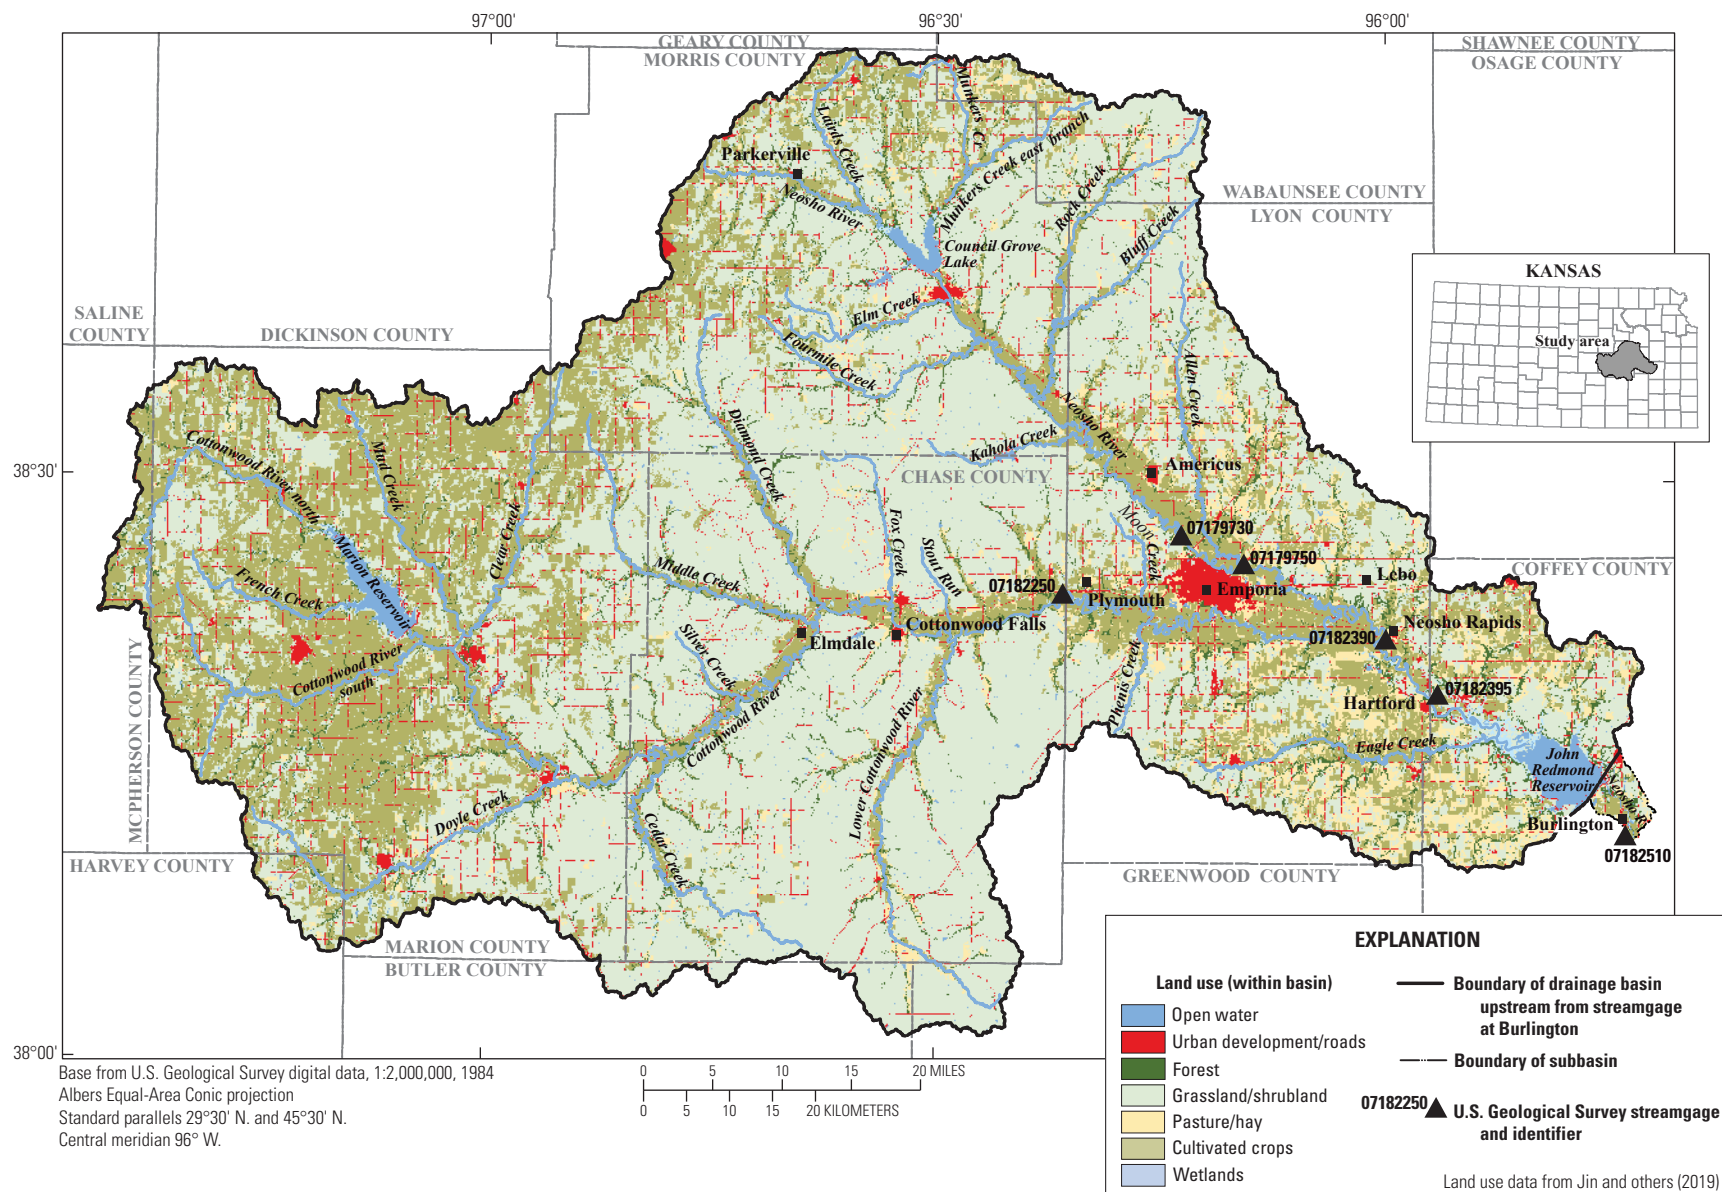 97°00'
96°30'
96°00'
GEARY COUNTY
MORRIS COUNTY
SHAWNEE COUNTY
OSAGE COUNTY
Munkers Cr
Lairds Creek
Munkers Creek east branch
Parkerville
Neosho River
Rock Creek
WABAUNSEE COUNTY
LYON COUNTY
Bluff Creek
Council Grove
Lake
KANSAS
Study area
SALINE
COUNTY
DICKINSON COUNTY
Elm Creek
Fourmile Creek
Allen Creek
Diamond Creek
Neosho River
Kahola Creek
CHASE COUNTY
Americus
38°30'
Cottonwood River north
Mud Creek
Clear Creek
Fox Creek
Stout Run
Moon Creek
07179730
07179750
Marion Reservoir
French Creek
Middle Creek
07182250
Plymouth
Emporia
Lebo
COFFEY COUNTY
Cottonwood Falls
Elmdale
Neosho Rapids
07182390
MCPHERSON COUNTY
Cottonwood River
south
Silver Creek
Cottonwood River
Lower Cottonwood River
Phenis Creek
07182395
Hartford
Eagle Creek
John
Redmond
Reservoir
Neosho R
Burlington
07182510
Doyle Creek
Cedar Creek
HARVEY COUNTY
GREENWOOD COUNTY
MARION COUNTY
BUTLER COUNTY
38°00'
Base from U.S. Geological Survey digital data, 1:2,000,000, 1984
Albers Equal-Area Conic projection
Standard parallels 29°30' N. and 45°30' N.
Central meridian 96° W.
0 5 10 15 20 MILES
0 5 10 15 20 KILOMETERS
EXPLANATION
Land use (within basin)
Open water
Urban development/roads
Forest
Grassland/shrubland
Pasture/hay
Cultivated crops
Wetlands
Boundary of drainage basin
upstream from streamgage
at Burlington
Boundary of subbasin
07182250
U.S. Geological Survey streamgage
and identifier
Land use data from Jin and others (2019)